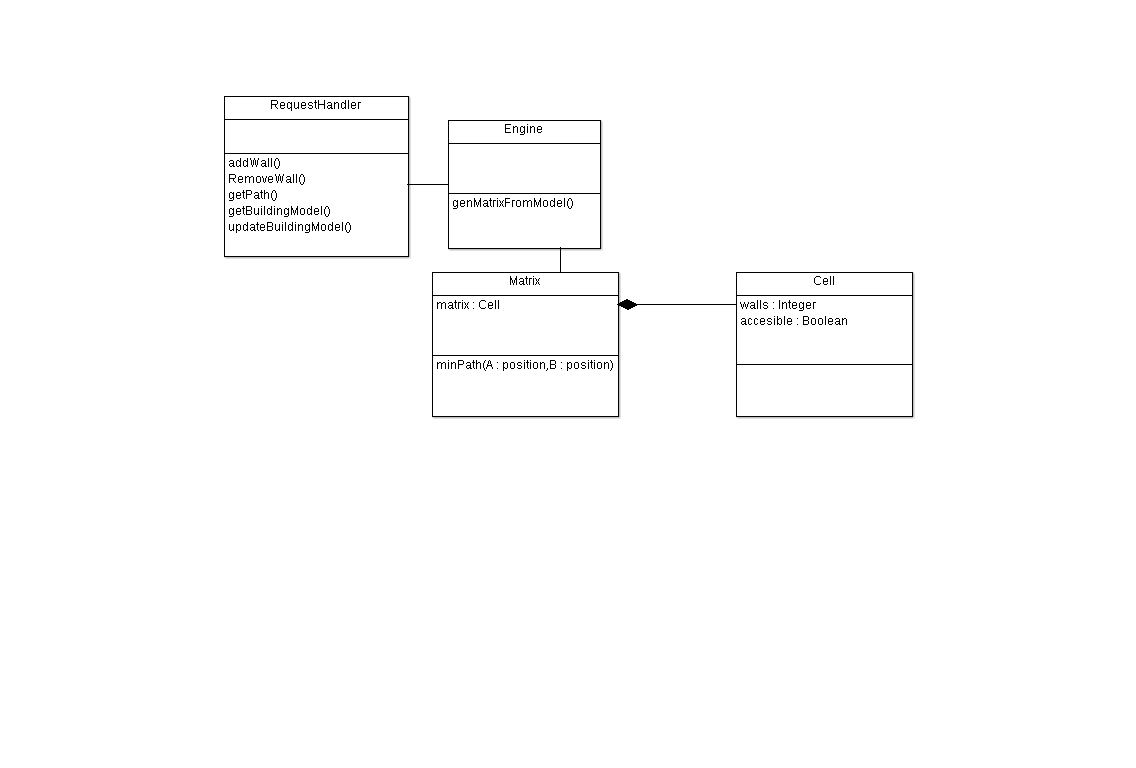 RequestHandler
addWall()
RemoveWall()
getPath()
getBuildingModel()
updateBuildingModel()
Engine
genMatrixFromModel()
Matrix
matrix : Cell
minPath(A : position,B : position)
Cell
walls : Integer
accesible : Boolean